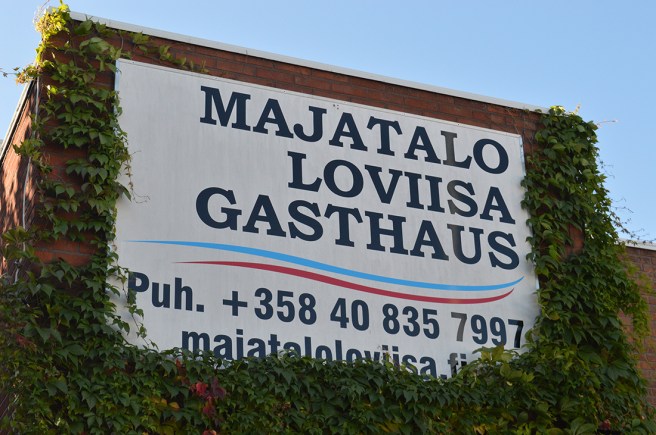 MAJATALO
LOVIISA
GASTHAUS
Puh. +358 40 835 7997
majataloloviisa.fi